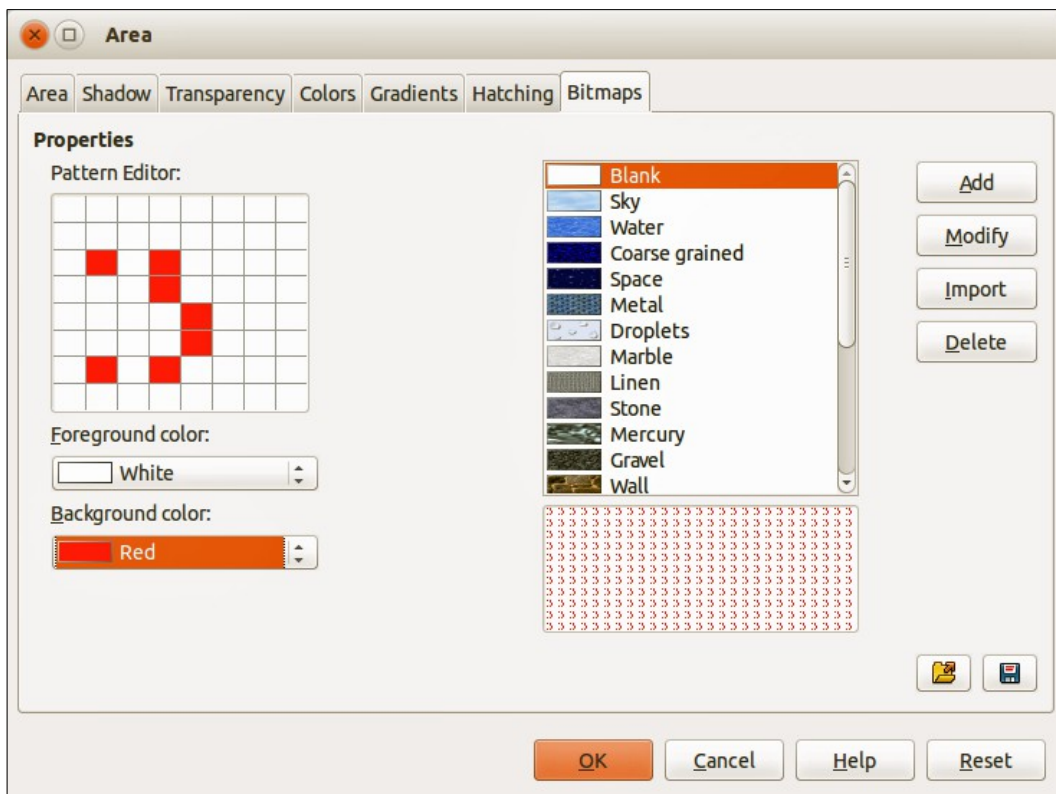 Area
Area Shadow Transparency Colors Gradients Hatching Bitmaps
Properties
Pattern Editor:
Foreground color:
White
Background color:
Red
Blank
Sky
Water
Coarse grained
Space
Metal
Droplets
Marble
Linen
Stone
Mercury
Gravel
Wall
Add
Modify
Import
Delete
OK Cancel Help Reset